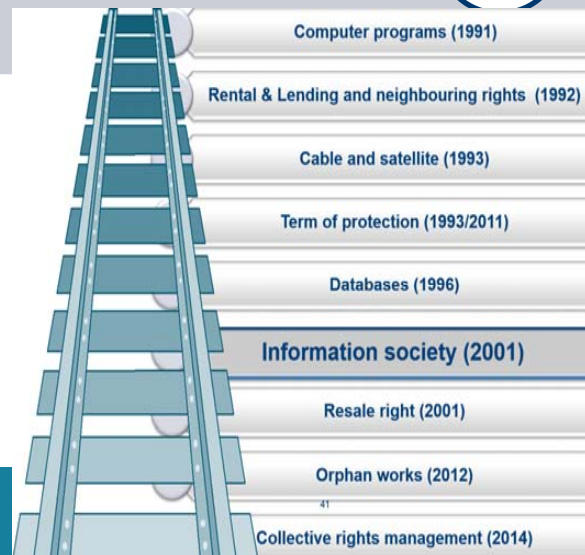 Computer programs (1991)
Rental & Lending and neighbouring rights (1992)
Cable and satellite (1993)
Term of protection (1993/2011)
Databases (1996)
Information society (2001)
Resale right (2001)
Orphan works (2012)
41
Collective rights management (2014)